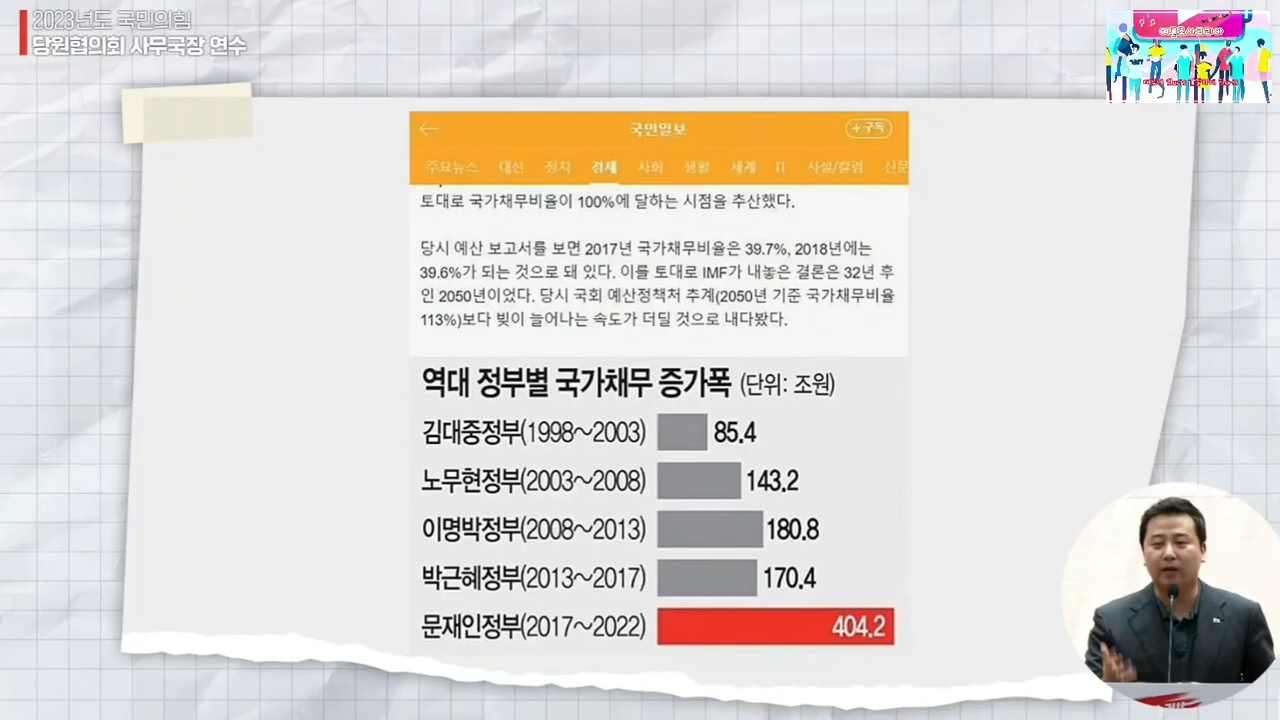 2023년도 국민의힘
당원협의회 사무국장 연수
국민일보
+구독
주요뉴스 대선 정치 경제 사회 생활 세계 IT 사설/칼럼 신문
토대로 국가채무비율이 100%에 달하는 시점을 추산했다.
당시 예산 보고서를 보면 2017년 국가채무비율은 39.7%, 2018년에는
39.6%가 되는 것으로 돼 있다. 이를 토대로 IMF가 내놓은 결론은 32년 후
인 2050년이었다. 당시 국회 예산정책처 추계(2050년 기준 국가채무비율
113%)보다 빚이 늘어나는 속도가 더딜 것으로 내다봤다.
역대 정부별 국가채무 증가폭 (단위: 조원)
김대중정부(1998~2003) 85.4
노무현정부(2003~2008) 143.2
이명박정부(2008~2013) 180.8
박근혜정부(2013~2017) 170.4
문재인정부(2017~2022) 404.2